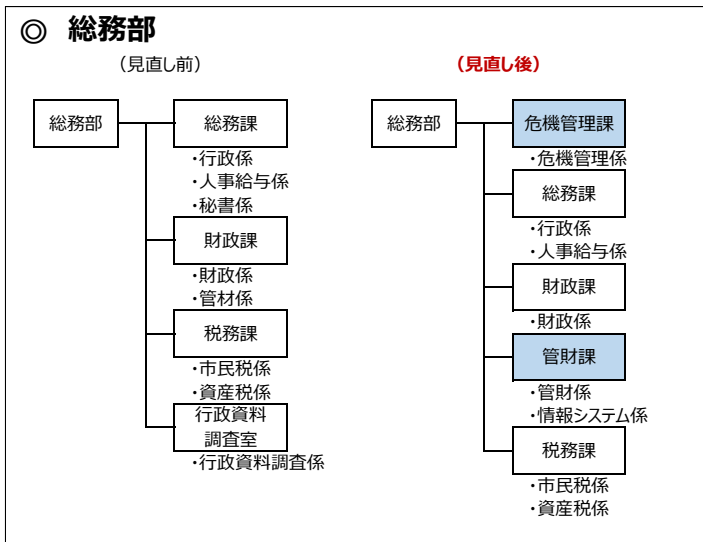 ◎ 総務部
（見直し前）
総務部
総務課
・行政係
・人事給与係
・秘書係
財政課
・財政係
・管材係
税務課
・市民税係
・資産税係
行政資料
調査室
・行政資料調査係
（見直し後）
総務部
危機管理課
・危機管理係
総務課
・行政係
・人事給与係
財政課
・財政係
管財課
・管財係
・情報システム係
税務課
・市民税係
・資産税係